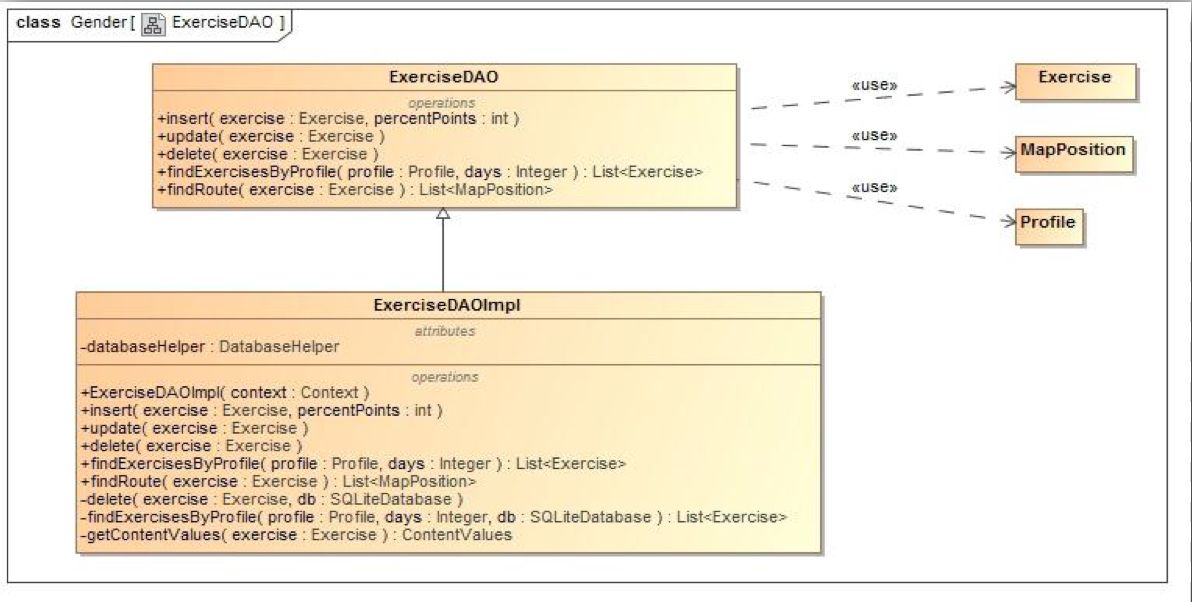 class Gender [ ExerciseDAO ]
ExerciseDAO
operations
+insert( exercise : Exercise, percentPoints : int )
+update( exercise : Exercise )
+delete( exercise : Exercise )
+findExercisesByProfile( profile : Profile, days : Integer ) : List<Exercise>
+findRoute( exercise : Exercise ) : List<MapPosition>
«use»
Exercise
«use»
MapPosition
«use»
Profile
ExerciseDAOImpl
attributes
-databaseHelper : DatabaseHelper
operations
+ExerciseDAOImpl( context : Context )
+insert( exercise : Exercise, percentPoints : int )
+update( exercise : Exercise )
+delete( exercise : Exercise )
+findExercisesByProfile( profile : Profile, days : Integer ) : List<Exercise>
+findRoute( exercise : Exercise ) : List<MapPosition>
-delete( exercise : Exercise, db : SQLiteDatabase )
-findExercisesByProfile( profile : Profile, days : Integer, db : SQLiteDatabase ) : List<Exercise>
-getContentValues( exercise : Exercise ) : ContentValues